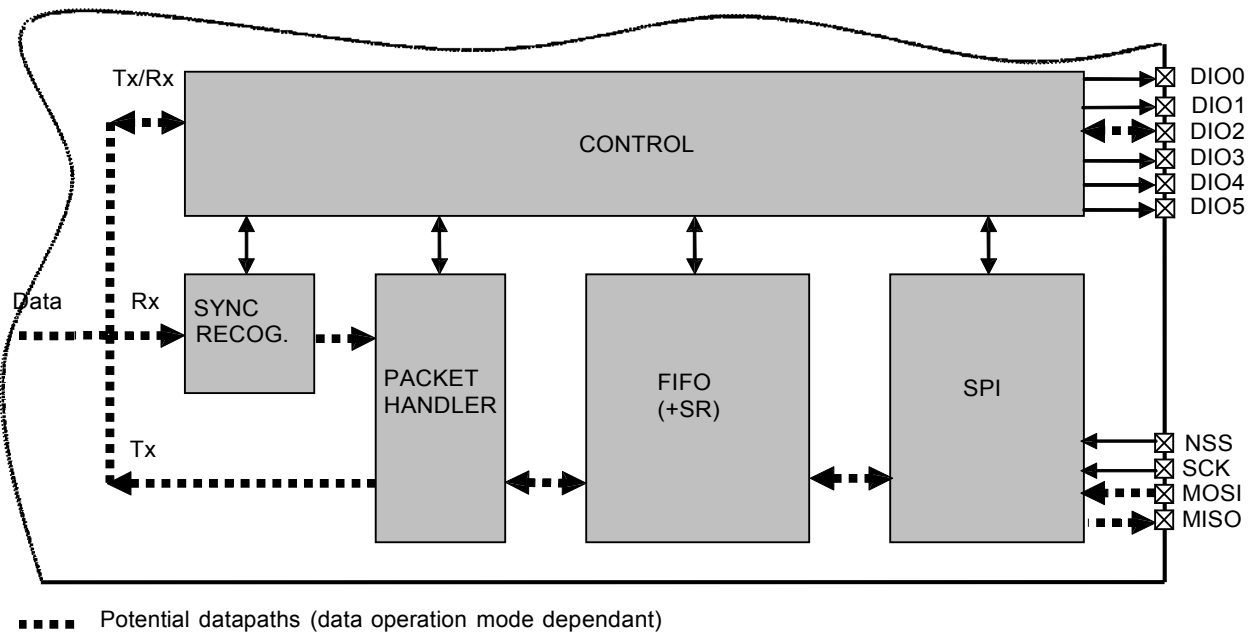 Tx/Rx
CONTROL
DIO0
DIO1
DIO2
DIO3
DIO4
DIO5
Data
Rx
SYNC
RECOG.
PACKET
HANDLER
FIFO
(+SR)
SPI
Tx
NSS
SCK
MOSI
MISO
Potential datapaths (data operation mode dependant)